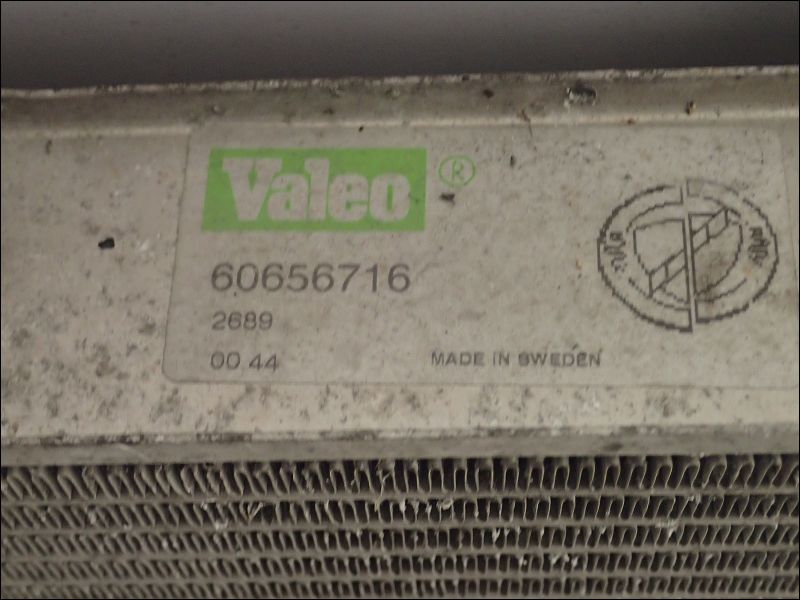 Valeo ®
60656716
2689
00 44
MADE IN SWEDEN